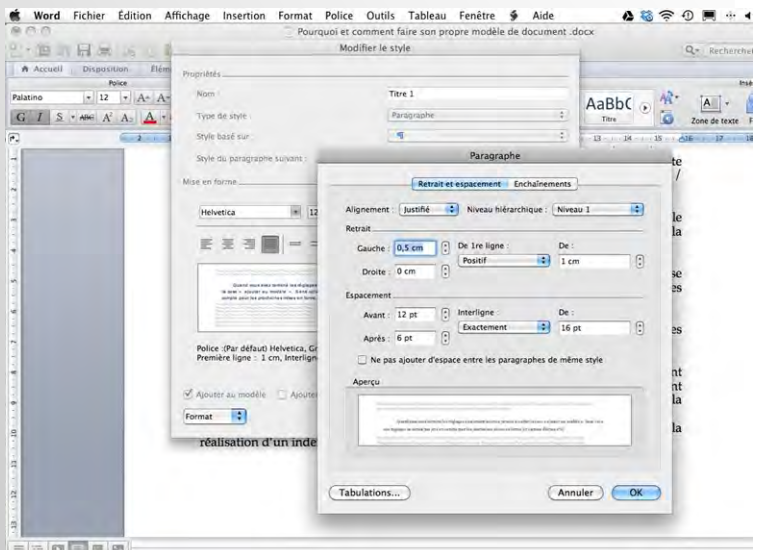 Word Fichier Édition Affichage Insertion Format Police Outils Tableau Fenêtre Aide
Pourquoi et comment faire son propre modèle de document .docx
Modifier le style
Rechercher
Accueil Disposition
Police
Palatino 12 A+ A-
G I S ABC A² A₂ A
AaBbC
Titre
A
Zone de texte
Propriétés
Nom : Titre 1
Type de style : Paragraphe
Style basé sur : ¶
Style du paragraphe suivant :
Mise en forme
Helvetica 12
Police :(Par défaut) Helvetica,
Première ligne : 1 cm,
Ajouter au modèle
Format
réalisation d'un
Paragraphe
Retrait et espacement Enchaînements
Alignement : Justifié Niveau hiérarchique : Niveau 1
Retrait
Gauche : 0,5 cm De 1re ligne : De :
Positif 1 cm
Droite : 0 cm
Espacement
Avant : 12 pt Interligne : De :
Exactement 16 pt
Après : 6 pt
Ne pas ajouter d'espace entre les paragraphes de même style
Aperçu
Tabulations... Annuler OK